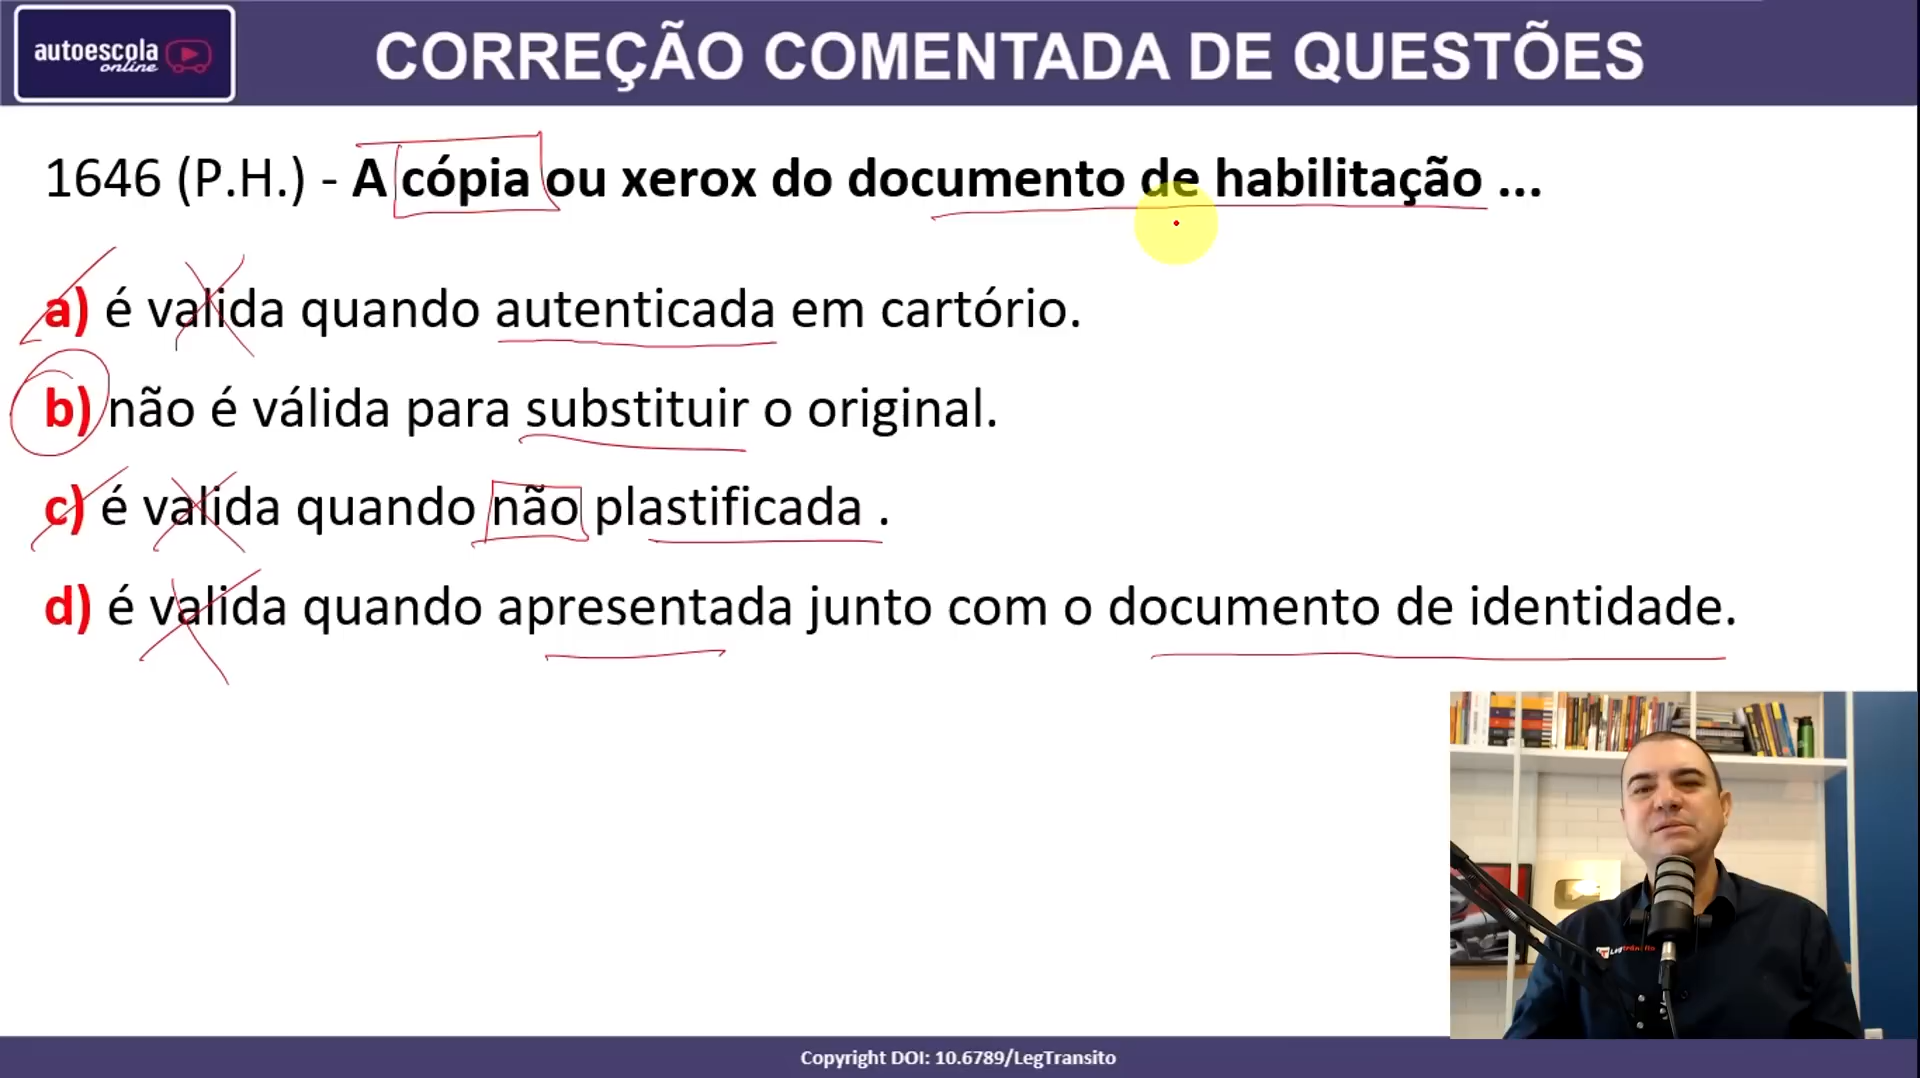 autoescola
online
CORREÇÃO COMENTADA DE QUESTÕES
1646 (P.H.) - A cópia ou xerox do documento de habilitação ...
a) é valida quando autenticada em cartório.
b) não é válida para substituir o original.
c) é valida quando não plastificada .
d) é valida quando apresentada junto com o documento de identidade.
Legtrânsito
Copyright DOI: 10.6789/LegTransito